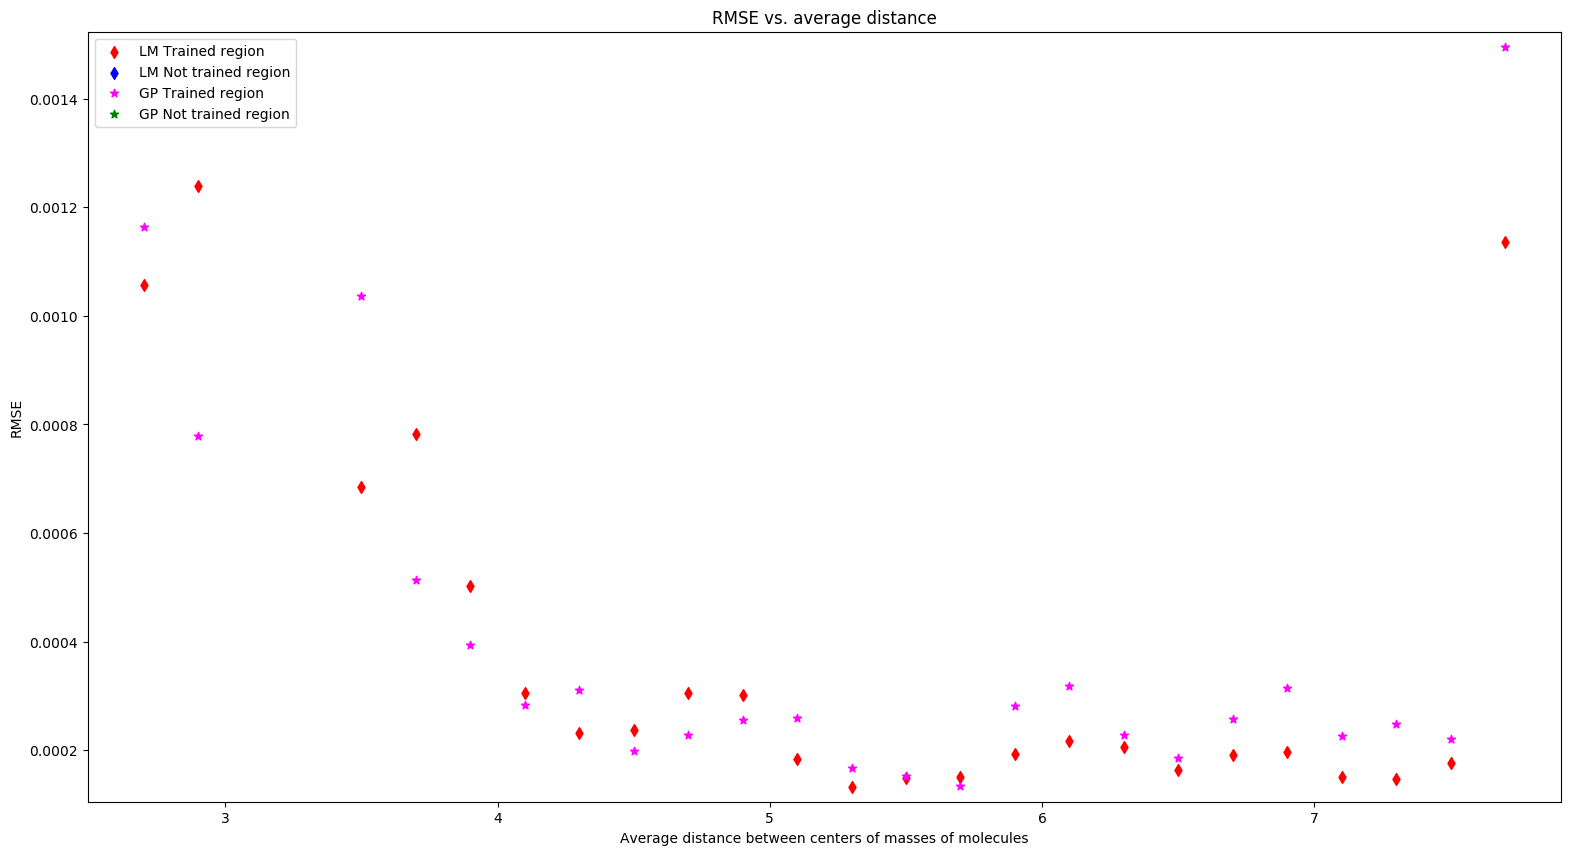 RMSE vs. average distance
LM Trained region
LM Not trained region
GP Trained region
GP Not trained region
0.0014
0.0012
0.0010
0.0008
0.0006
0.0004
0.0002
RMSE
3 4 5 6 7
Average distance between centers of masses of molecules